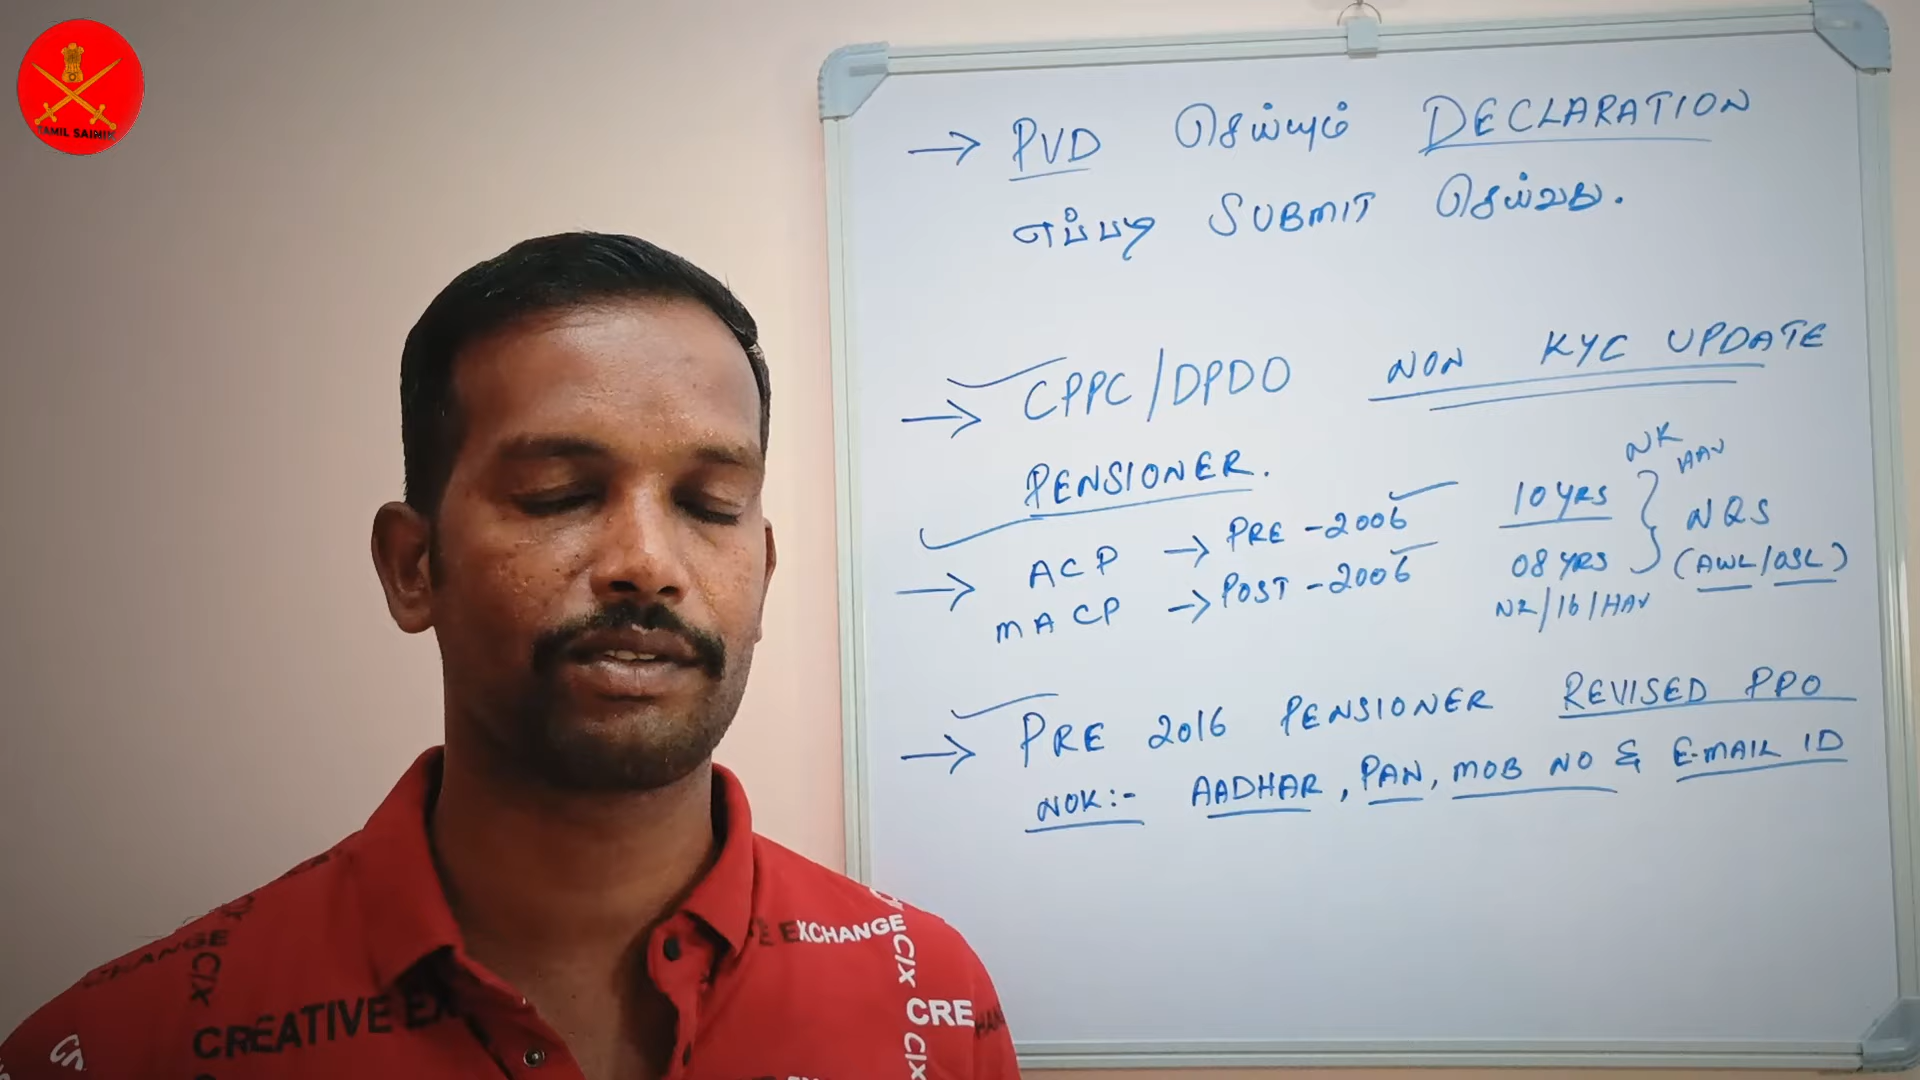 TAMIL SAINIK
→ PVD செய்யும் DECLARATION
எப்படி SUBMIT செய்வது.
→ CPPC/DPDO NON KYC UPDATE
PENSIONER.
→ ACP → PRE-2006 10 YRS } NK HAV
MACP → POST-2006 08 YRS NQS
(AWL/OSL)
NK/16/HAV
→ PRE 2016 PENSIONER REVISED PPO
NOK:- AADHAR, PAN, MOB NO & E-MAIL ID
EXCHANGE
CIX
CREATIVE
CRE
CIX